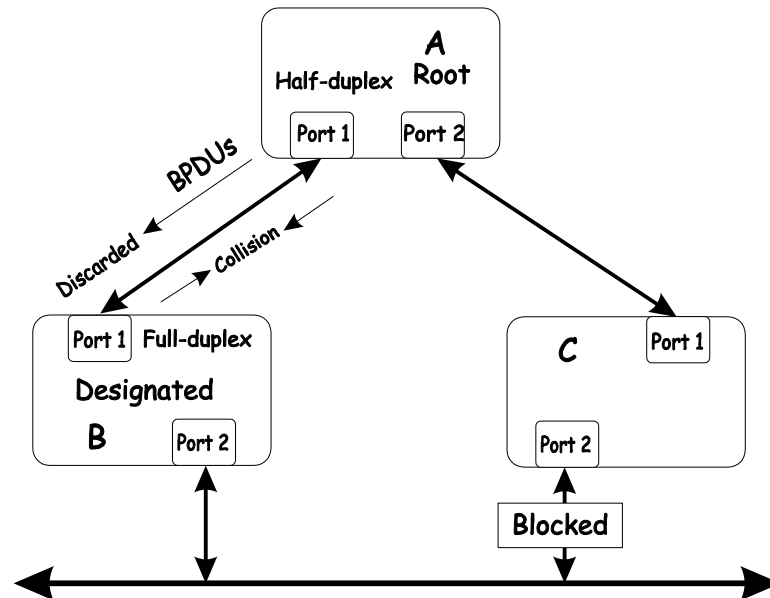 A
Root
Half-duplex
Port 1
Port 2
BPDUs
Discarded
Collision
Port 1
Full-duplex
Designated
B
Port 2
C
Port 1
Port 2
Blocked